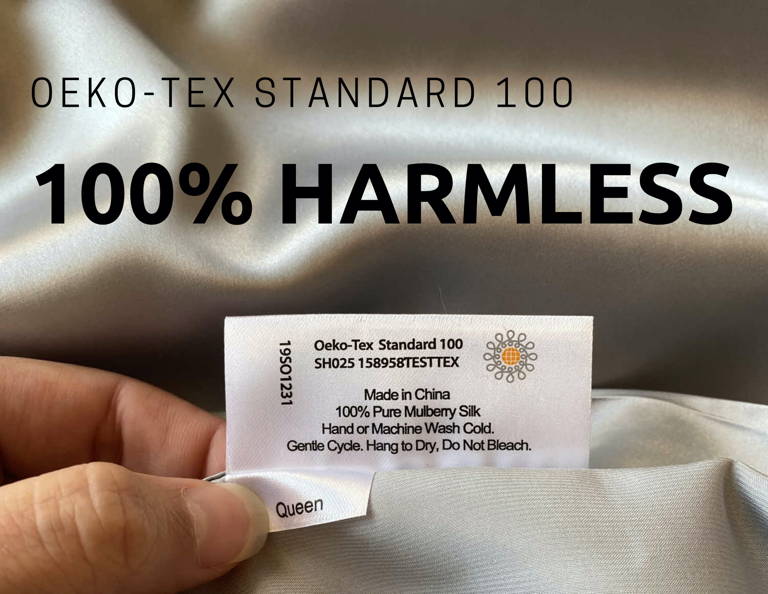 OEKO-TEX STANDARD 100
100% HARMLESS
19SO1231
Oeko-Tex Standard 100
SH025 158958TESTTEX
Made in China
100% Pure Mulberry Silk
Hand or Machine Wash Cold.
Gentle Cycle. Hang to Dry, Do Not Bleach.
Queen